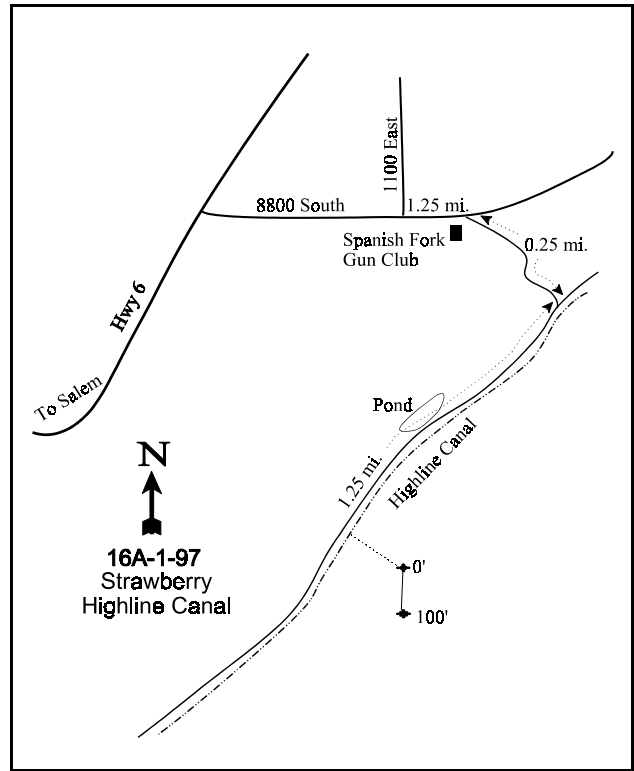 1100 East
8800 South
1.25 mi.
Spanish Fork
Gun Club
0.25 mi.
Hwy 6
To Salem
Pond
1.25 mi.
Highline Canal
N
16A-1-97
Strawberry
Highline Canal
0'
100'